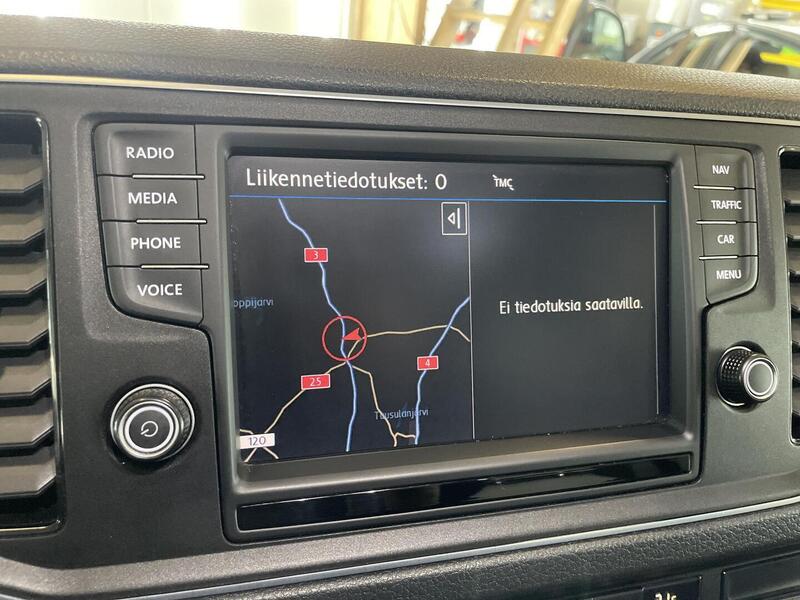 RADIO
MEDIA
PHONE
VOICE
Liikennetiedotukset: 0
TMC
3
oppijärvi
4
25
Tuusulanjärvi
120
Ei tiedotuksia saatavilla.
NAV
TRAFFIC
CAR
MENU